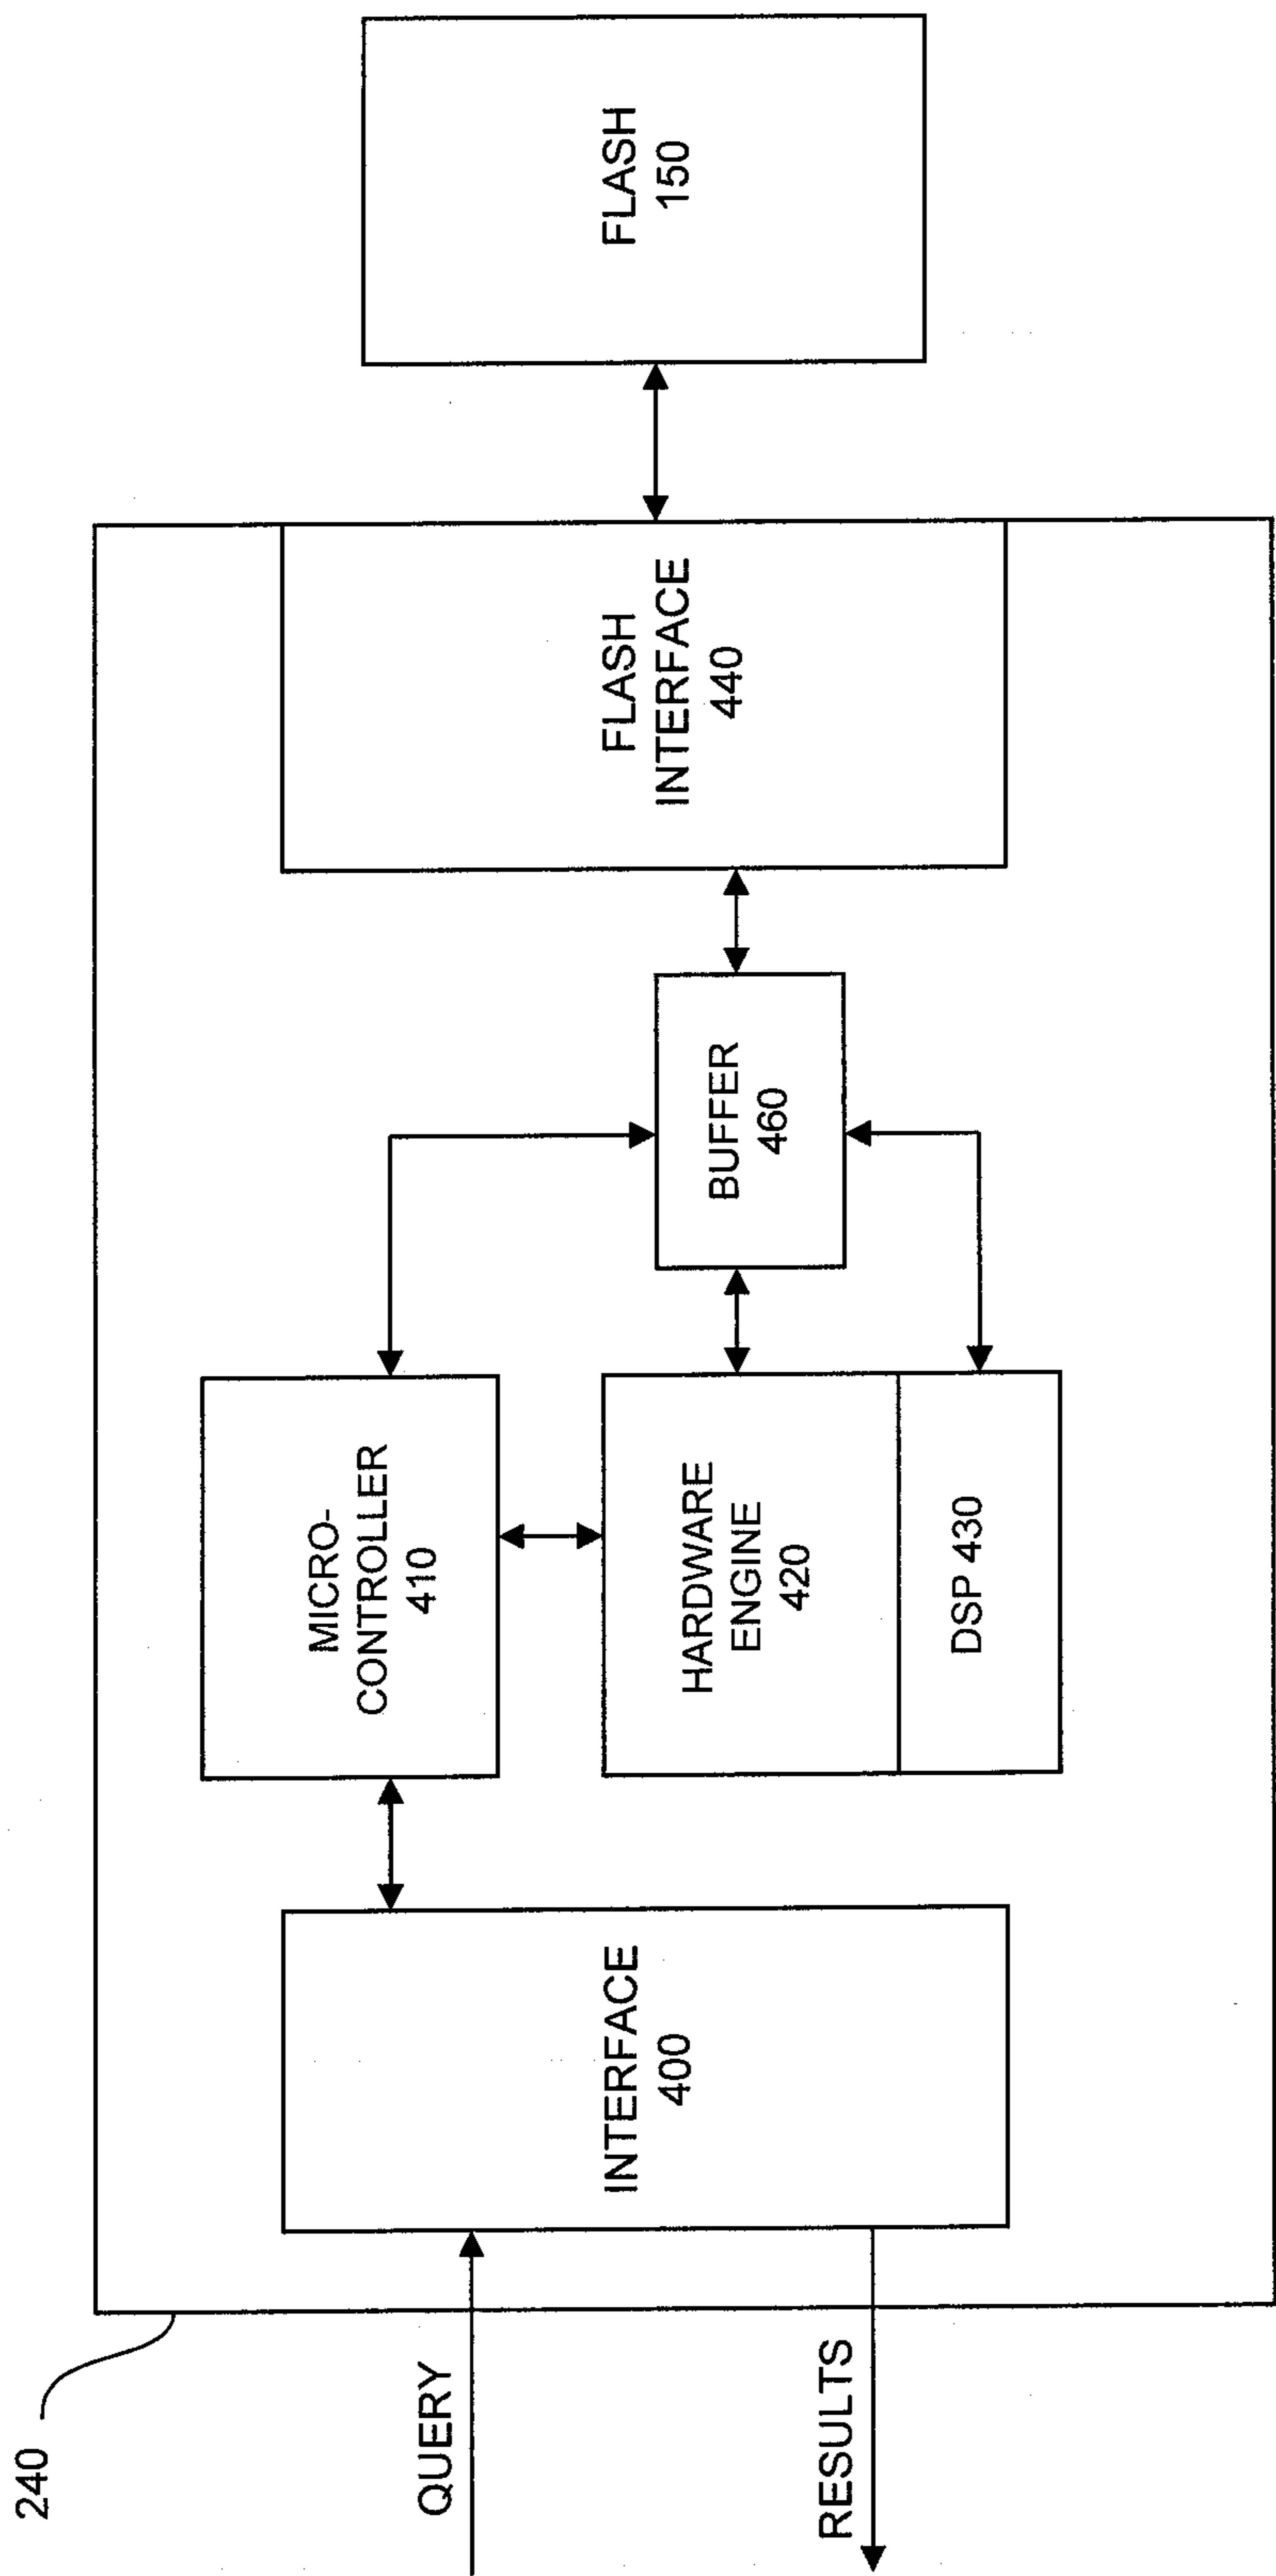 240
QUERY
RESULTS
INTERFACE
400
MICRO-
CONTROLLER
410
HARDWARE
ENGINE
420
DSP 430
BUFFER
460
FLASH
INTERFACE
440
FLASH
150